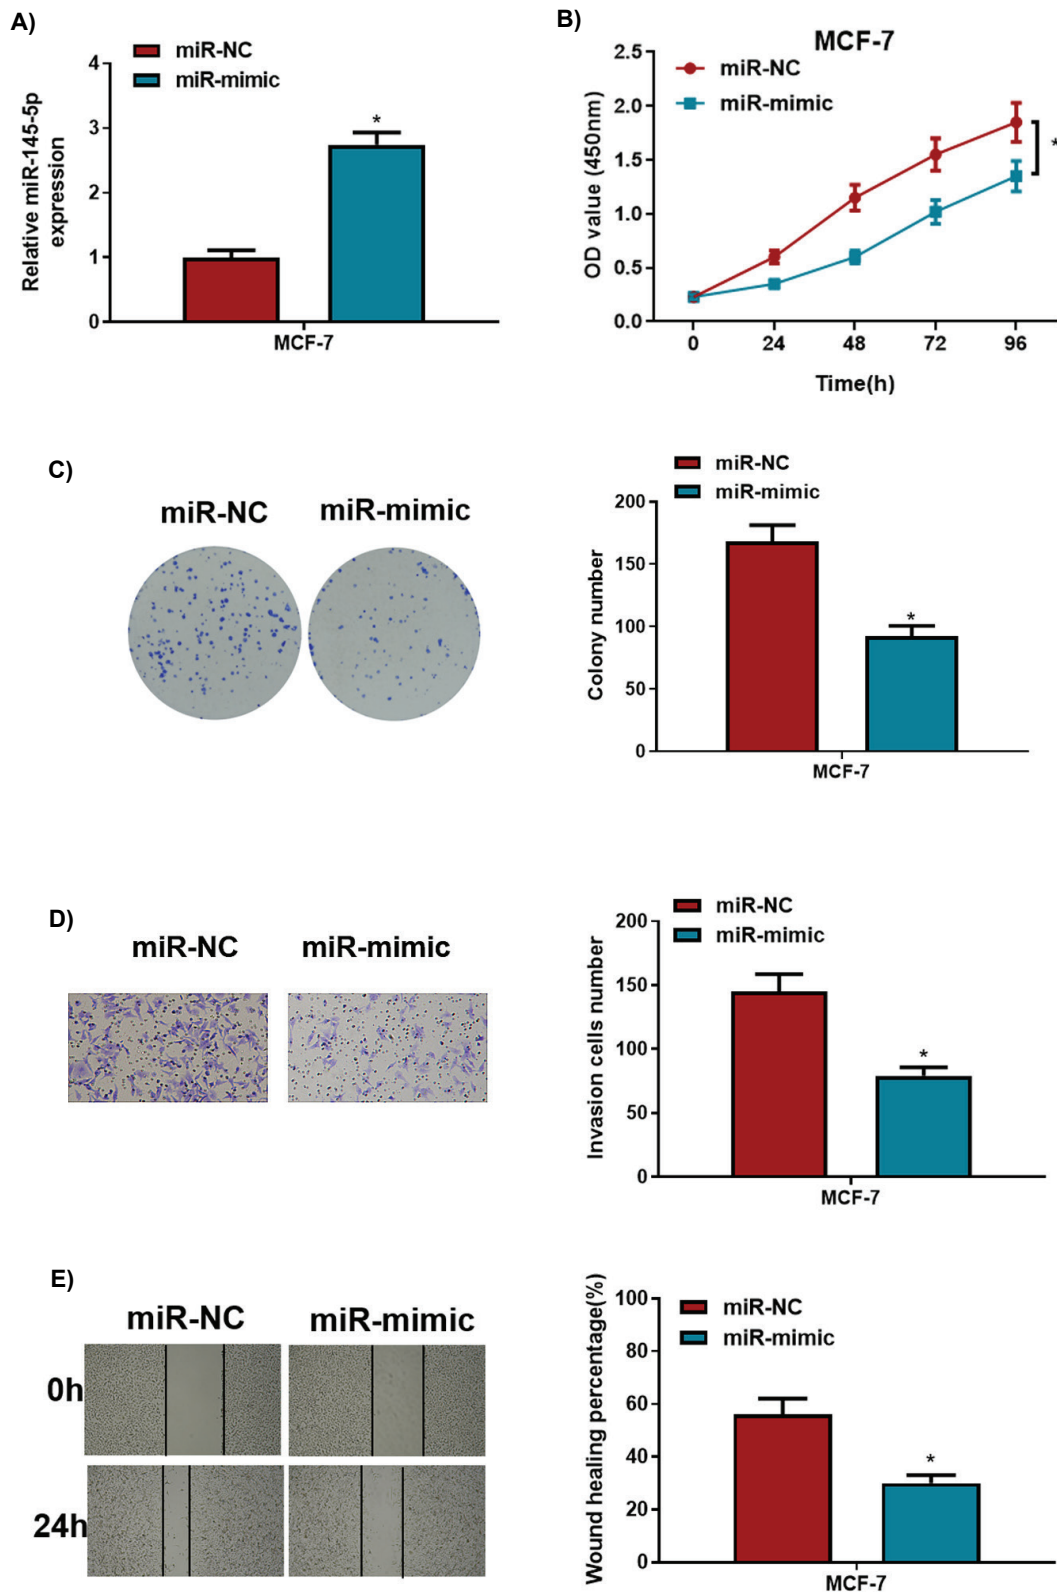 A)
miR-NC
miR-mimic
Relative miR-145-5p
expression
4
3
2
1
0
*
MCF-7
B)
MCF-7
miR-NC
miR-mimic
OD value (450nm)
2.5
2.0
1.5
1.0
0.5
0.0
*
0 24 48 72 96
Time(h)
C)
miR-NC miR-mimic
miR-NC
miR-mimic
Colony number
200
150
100
50
0
*
MCF-7
D)
miR-NC miR-mimic
miR-NC
miR-mimic
Invasion cells number
200
150
100
50
0
*
MCF-7
E)
miR-NC miR-mimic
0h
24h
miR-NC
miR-mimic
Wound healing percentage(%)
100
80
60
40
20
0
*
MCF-7